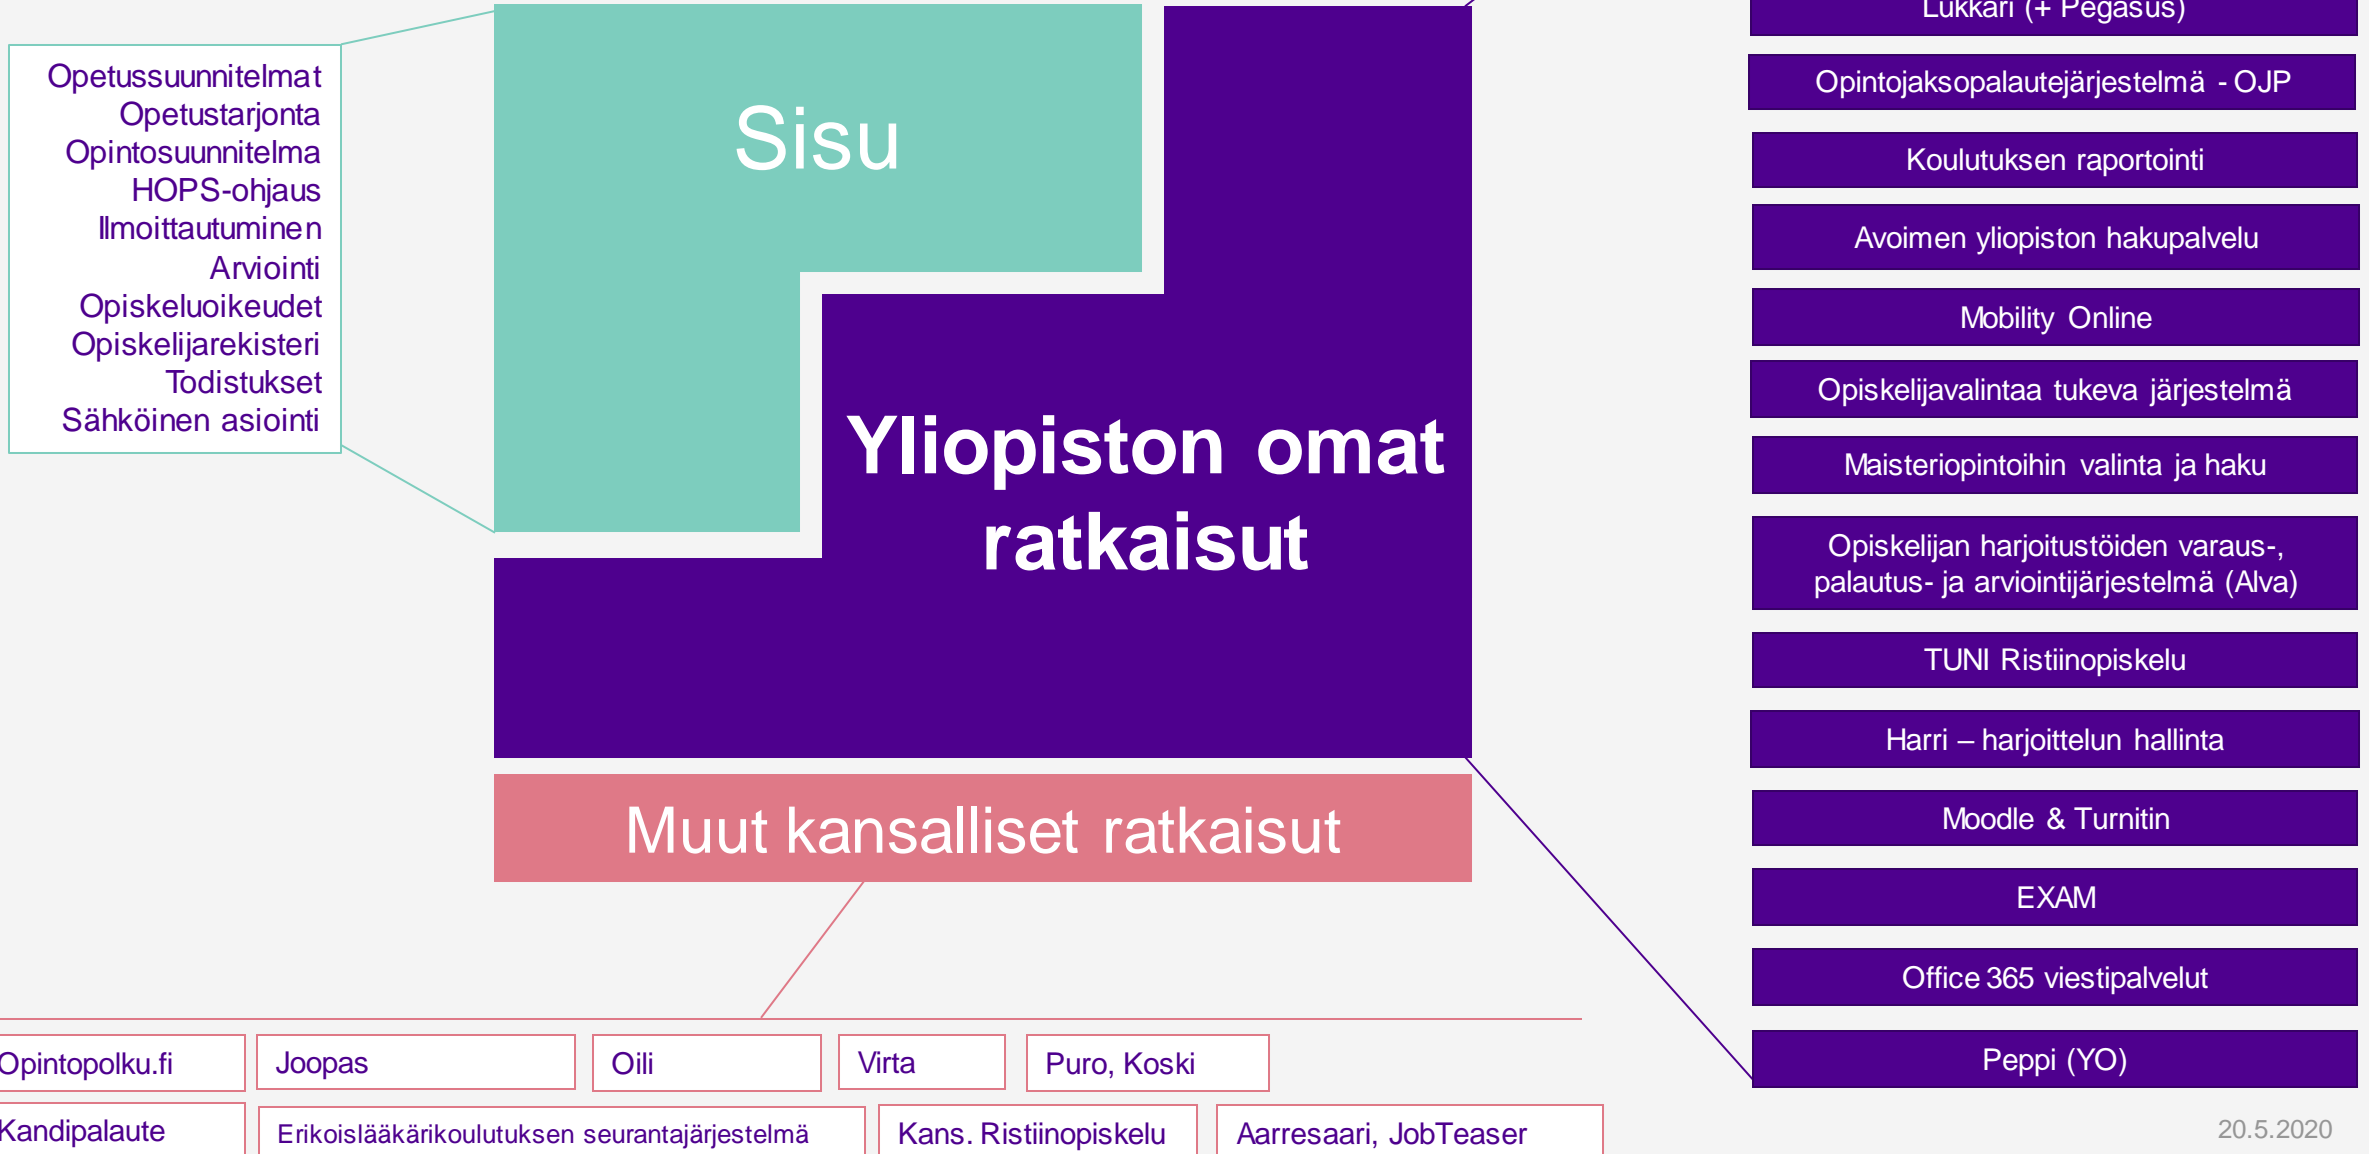 Opetussuunnitelmat
Opetustarjonta
Opintosuunnitelma
HOPS-ohjaus
Ilmoittautuminen
Arviointi
Opiskeluoikeudet
Opiskelijarekisteri
Todistukset
Sähköinen asiointi
Sisu
Yliopiston omat
ratkaisut
Muut kansalliset ratkaisut
Lukkari (+ Pegasus)
Opintojaksopalautejärjestelmä - OJP
Koulutuksen raportointi
Avoimen yliopiston hakupalvelu
Mobility Online
Opiskelijavalintaa tukeva järjestelmä
Maisteriopintoihin valinta ja haku
Opiskelijan harjoitustöiden varaus-,
palautus- ja arviointijärjestelmä (Alva)
TUNI Ristiinopiskelu
Harri – harjoittelun hallinta
Moodle & Turnitin
EXAM
Office 365 viestipalvelut
Peppi (YO)
Opintopolku.fi
Joopas
Oili
Virta
Puro, Koski
Kandipalaute
Erikoislääkärikoulutuksen seurantajärjestelmä
Kans. Ristiinopiskelu
Aarresaari, JobTeaser
20.5.2020